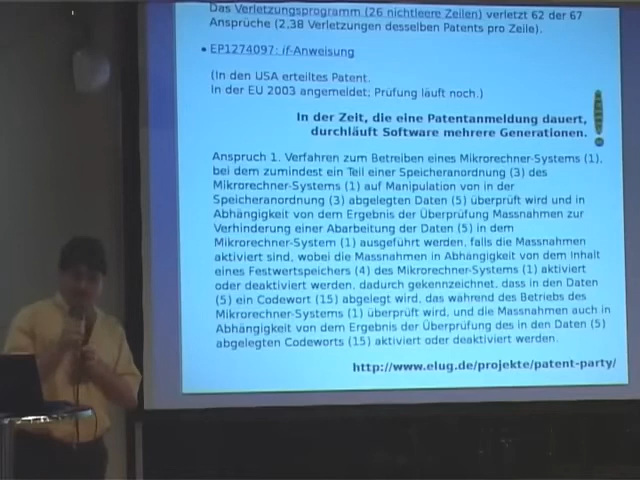 Das Verletzungsprogramm (26 nichtleere Zeilen) verletzt 62 der 67
Ansprüche (2,38 Verletzungen desselben Patents pro Zeile).
• EP1274097: if-Anweisung
(In den USA erteiltes Patent.
In der EU 2003 angemeldet; Prüfung läuft noch.)
In der Zeit, die eine Patentanmeldung dauert,
durchläuft Software mehrere Generationen.
Anspruch 1. Verfahren zum Betreiben eines Mikrorechner-Systems (1),
bei dem zumindest ein Teil einer Speicheranordnung (3) des
Mikrorechner-Systems (1) auf Manipulation von in der
Speicheranordnung (3) abgelegten Daten (5) überprüft wird und in
Abhängigkeit von dem Ergebnis der Überprüfung Massnahmen zur
Verhinderung einer Abarbeitung der Daten (5) in dem
Mikrorechner-System (1) ausgeführt werden, falls die Massnahmen
aktiviert sind, wobei die Massnahmen in Abhängigkeit von dem Inhalt
eines Festwertspeichers (4) des Mikrorechner-Systems (1) aktiviert
oder deaktiviert werden, dadurch gekennzeichnet, dass in den Daten
(5) ein Codewort (15) abgelegt wird, das während des Betriebs des
Mikrorechner-Systems (1) überprüft wird, und die Massnahmen auch in
Abhängigkeit von dem Ergebnis der Überprüfung des in den Daten (5)
abgelegten Codeworts (15) aktiviert oder deaktiviert werden.
http://www.elug.de/projekte/patent-party/